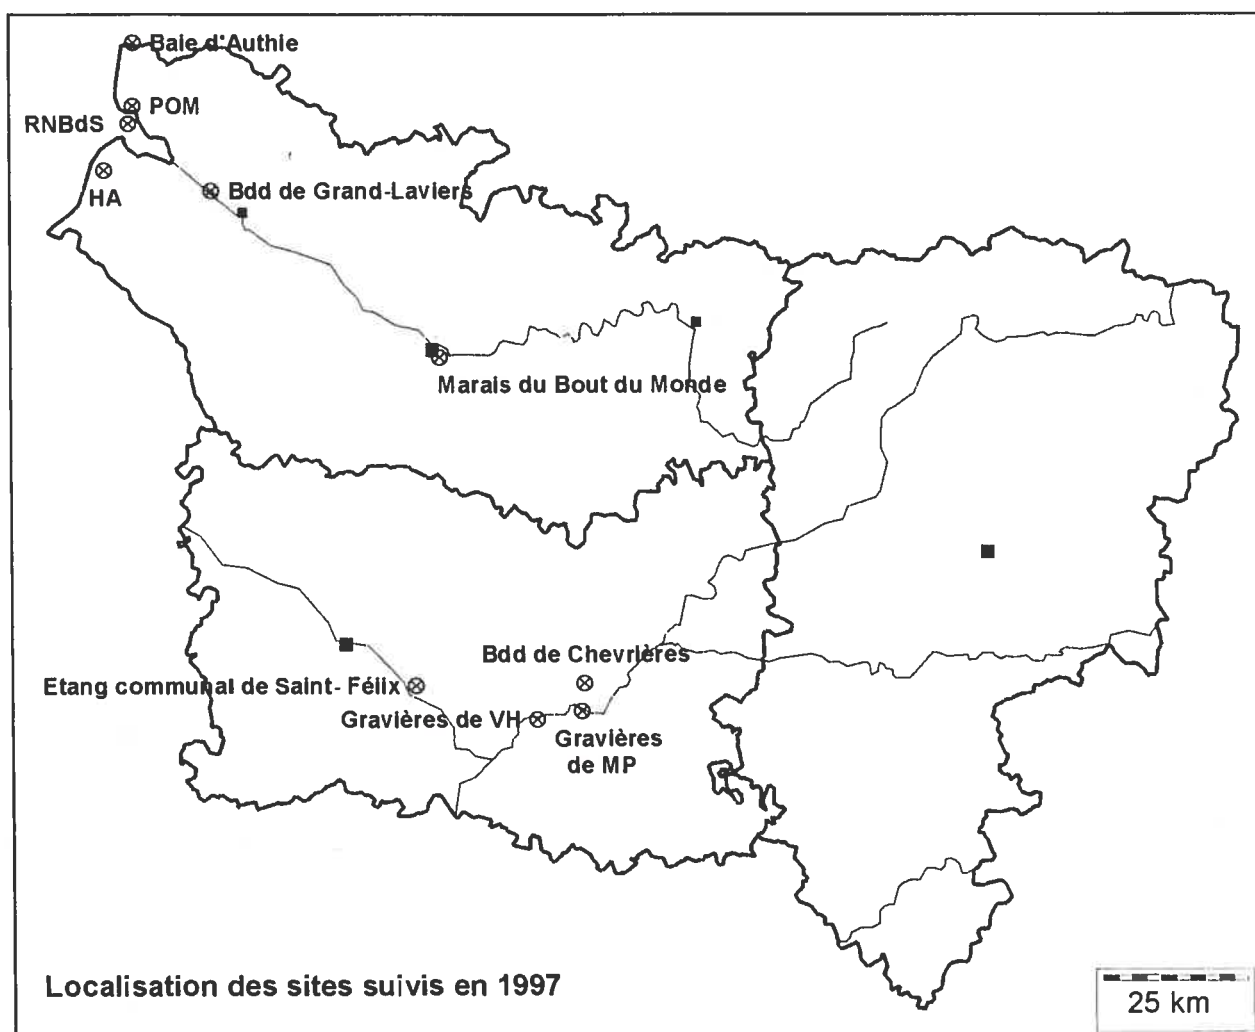 Baie d'Authie
POM
RNBdS
HA
Bdd de Grand-Laviers
Marais du Bout du Monde
Bdd de Chevrières
Etang communal de Saint- Félix
Gravières de VH
Gravières
de MP
Localisation des sites suivis en 1997
25 km